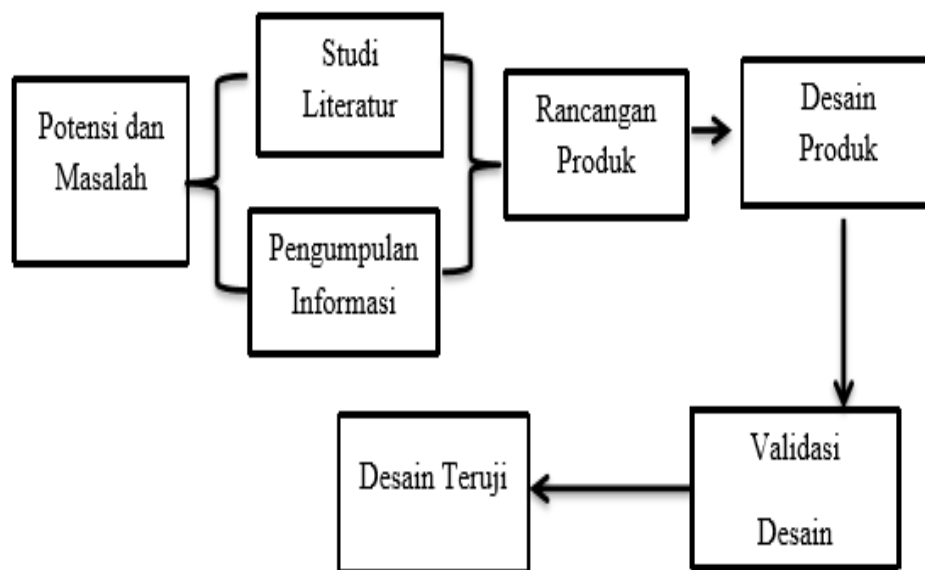 Potensi dan
Masalah
Studi
Literatur
Pengumpulan
Informasi
Rancangan
Produk
Desain
Produk
Validasi
Desain
Desain Teruji